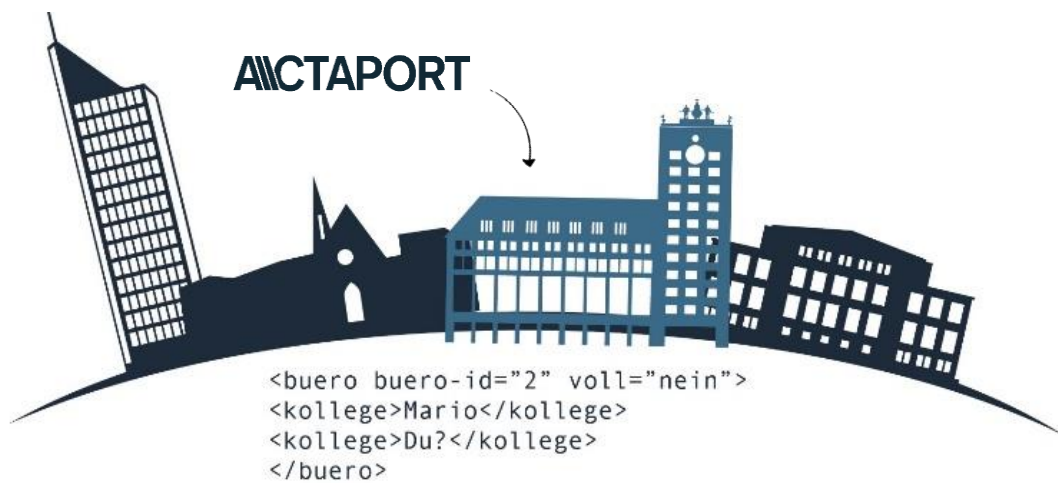 ACTAPORT
<buero buero-id=”2” voll=”nein”>
<kollege>Mario</kollege>
<kollege>Du?</kollege>
</buero>